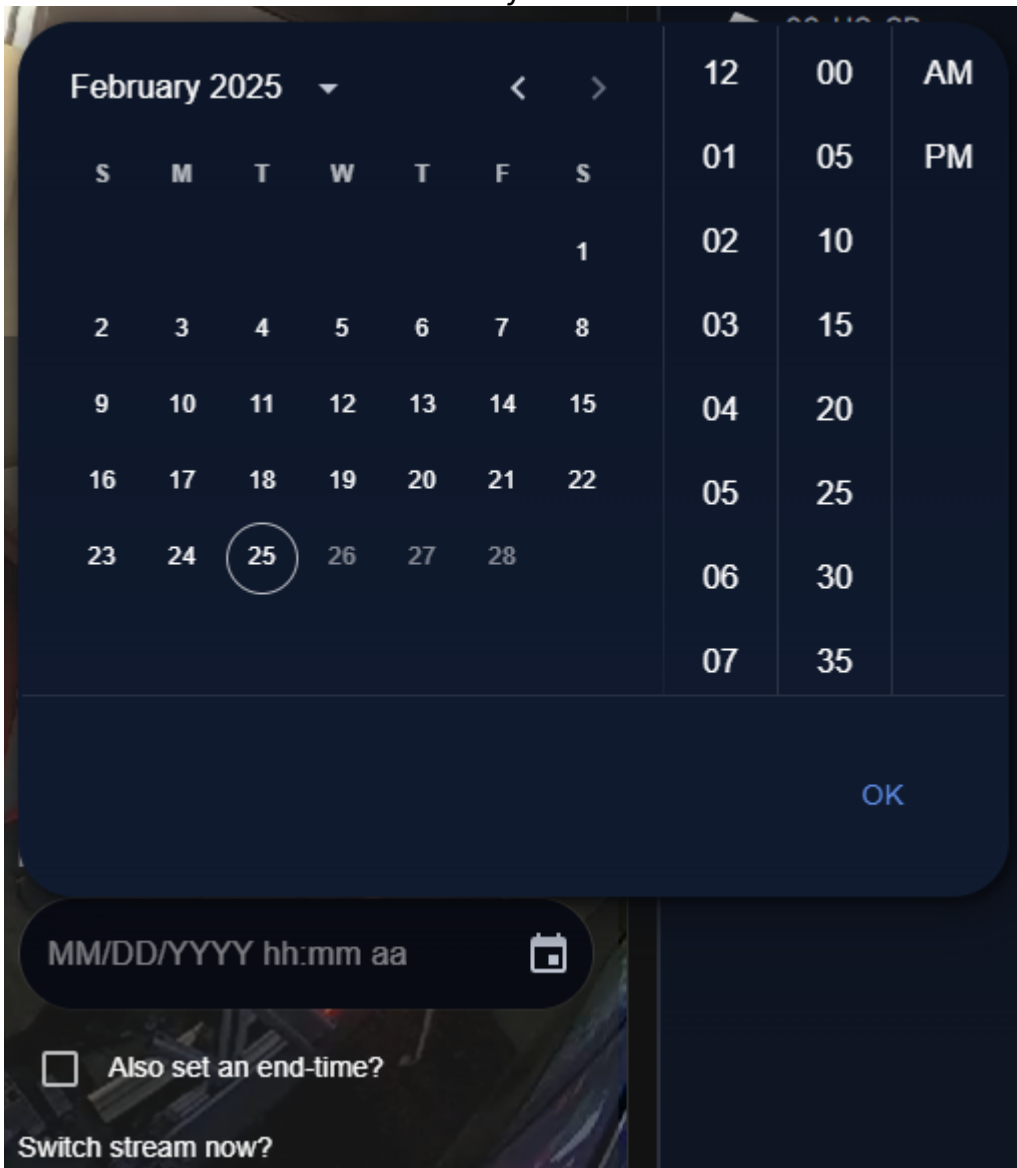 February 2025
S M T W T F S
1
2 3 4 5 6 7 8
9 10 11 12 13 14 15
16 17 18 19 20 21 22
23 24 25 26 27 28
12 00 AM
01 05 PM
02 10
03 15
04 20
05 25
06 30
07 35
OK
MM/DD/YYYY hh:mm aa
Also set an end-time?
Switch stream now?